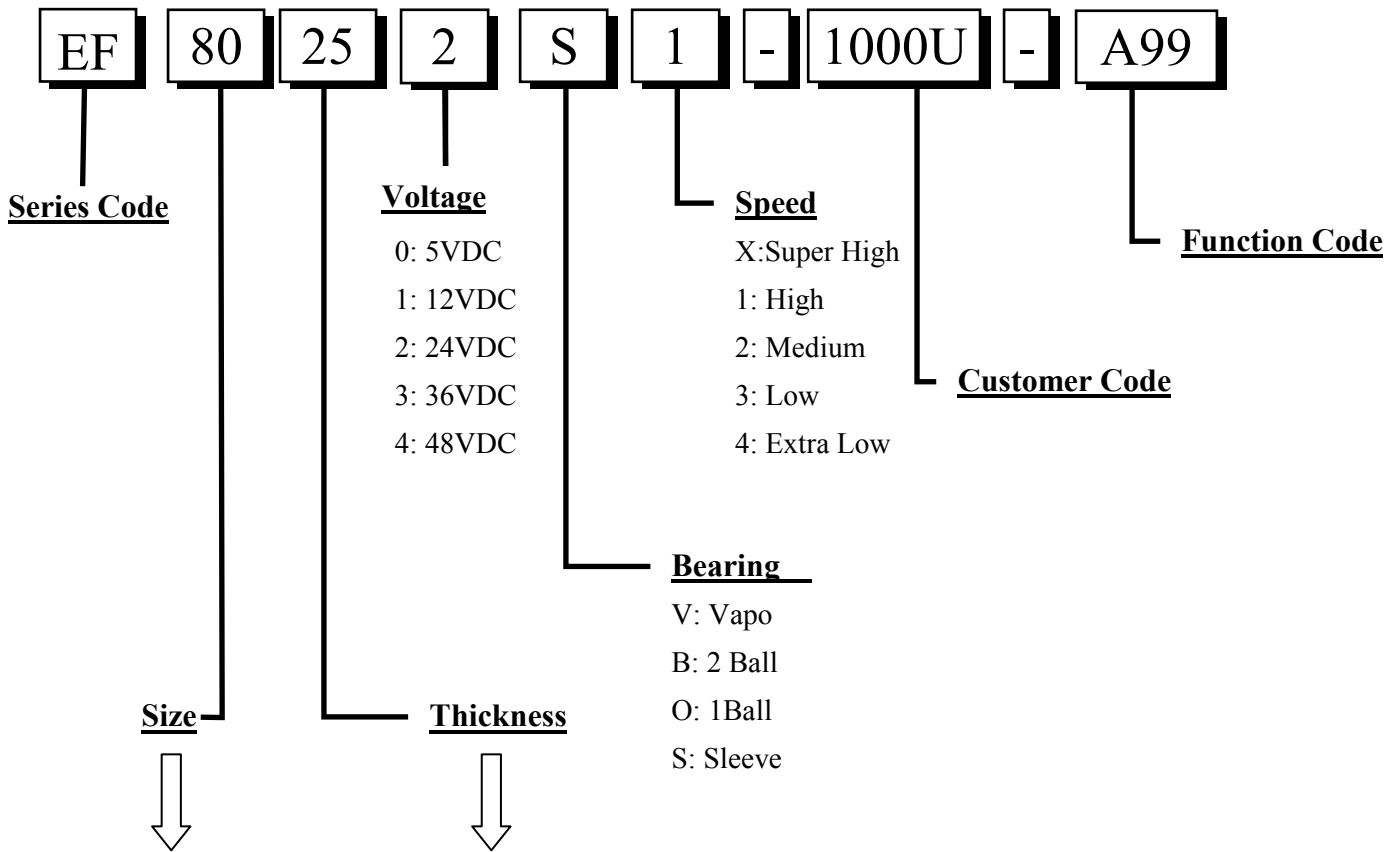 EF 80 25 2 S 1 - 1000U - A99
Series Code
Voltage
0: 5VDC
1: 12VDC
2: 24VDC
3: 36VDC
4: 48VDC
Speed
X:Super High
1: High
2: Medium
3: Low
4: Extra Low
Function Code
Customer Code
Bearing
V: Vapo
B: 2 Ball
O: 1Ball
S: Sleeve
Size
Thickness